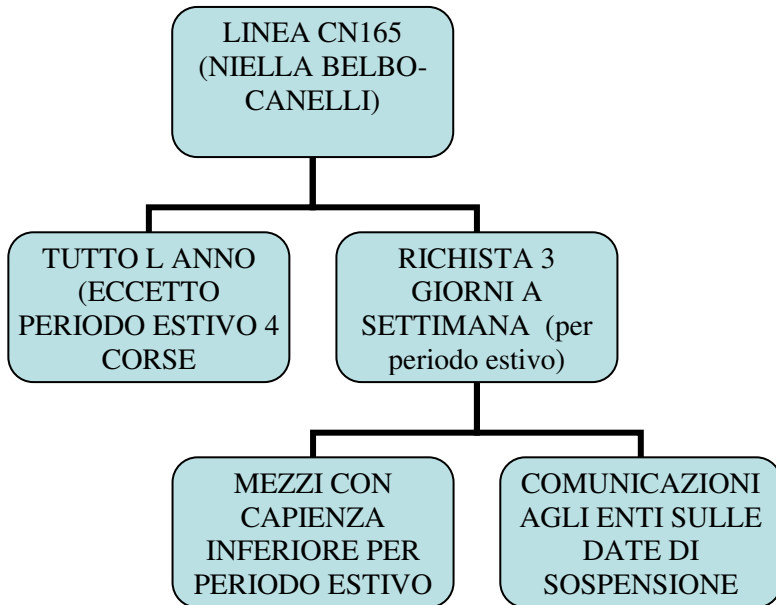 LINEA CN165
(NIELLA BELBO-
CANELLI)
TUTTO L ANNO
(ECCETTO
PERIODO ESTIVO 4
CORSE
RICHISTA 3
GIORNI A
SETTIMANA (per
periodo estivo)
MEZZI CON
CAPIENZA
INFERIORE PER
PERIODO ESTIVO
COMUNICAZIONI
AGLI ENTI SULLE
DATE DI
SOSPENSIONE